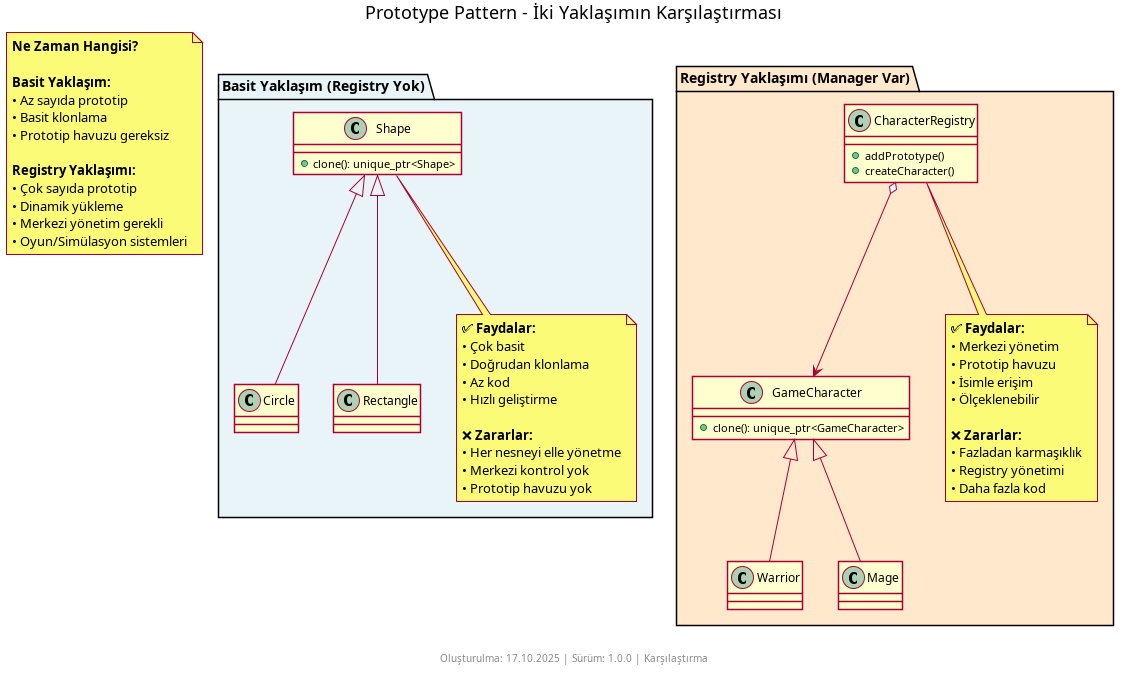 Prototype Pattern - İki Yaklaşımın Karşılaştırması
Ne Zaman Hangisi?
Basit Yaklaşım:
• Az sayıda prototip
• Basit klonlama
• Prototip havuzu gereksiz
Registry Yaklaşımı:
• Çok sayıda prototip
• Dinamik yükleme
• Merkezi yönetim gerekli
• Oyun/Simülasyon sistemleri
Basit Yaklaşım (Registry Yok)
C Shape
clone(): unique_ptr<Shape>
C Circle
C Rectangle
✅ Faydalar:
• Çok basit
• Doğrudan klonlama
• Az kod
• Hızlı geliştirme
❌ Zararlar:
• Her nesneyi elle yönetme
• Merkezi kontrol yok
• Prototip havuzu yok
Registry Yaklaşımı (Manager Var)
C CharacterRegistry
addPrototype()
createCharacter()
C GameCharacter
clone(): unique_ptr<GameCharacter>
C Warrior
C Mage
✅ Faydalar:
• Merkezi yönetim
• Prototip havuzu
• İsimle erişim
• Ölçeklenebilir
❌ Zararlar:
• Fazladan karmaşıklık
• Registry yönetimi
• Daha fazla kod
Oluşturulma: 17.10.2025 | Sürüm: 1.0.0 | Karşılaştırma